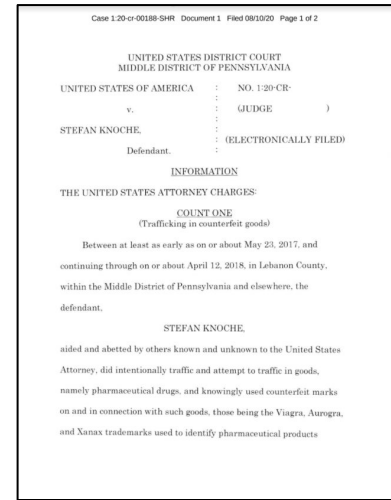 Case 1:20-cr-00188-SHR Document 1 Filed 08/10/20 Page 1 of 2
UNITED STATES DISTRICT COURT
MIDDLE DISTRICT OF PENNSYLVANIA
UNITED STATES OF AMERICA : NO. 1:20-CR-
:
v. : (JUDGE )
:
STEFAN KNOCHE, :
: (ELECTRONICALLY FILED)
Defendant. :
INFORMATION
THE UNITED STATES ATTORNEY CHARGES:
COUNT ONE
(Trafficking in counterfeit goods)
Between at least as early as on or about May 23, 2017, and
continuing through on or about April 12, 2018, in Lebanon County,
within the Middle District of Pennsylvania and elsewhere, the
defendant,
STEFAN KNOCHE,
aided and abetted by others known and unknown to the United States
Attorney, did intentionally traffic and attempt to traffic in goods,
namely pharmaceutical drugs, and knowingly used counterfeit marks
on and in connection with such goods, those being the Viagra, Aurogra,
and Xanax trademarks used to identify pharmaceutical products